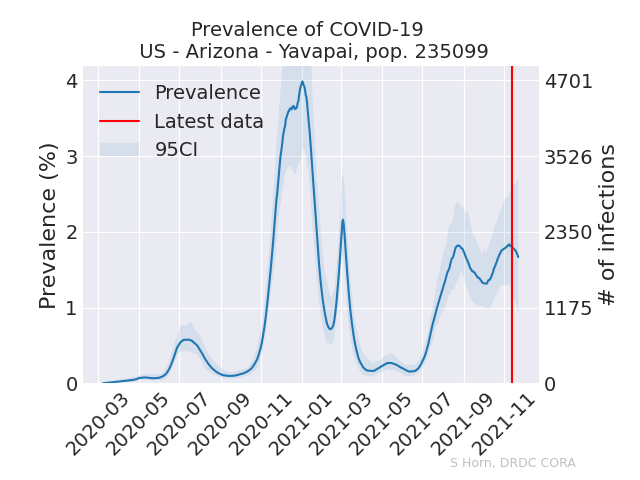 Prevalence of COVID-19
US - Arizona - Yavapai, pop. 235099
Prevalence
Latest data
95CI
Prevalence (%)
4
3
2
1
0
4701
3526
2350
1175
0
# of infections
2020-03
2020-05
2020-07
2020-09
2020-11
2021-01
2021-03
2021-05
2021-07
2021-09
2021-11
S Horn, DRDC CORA